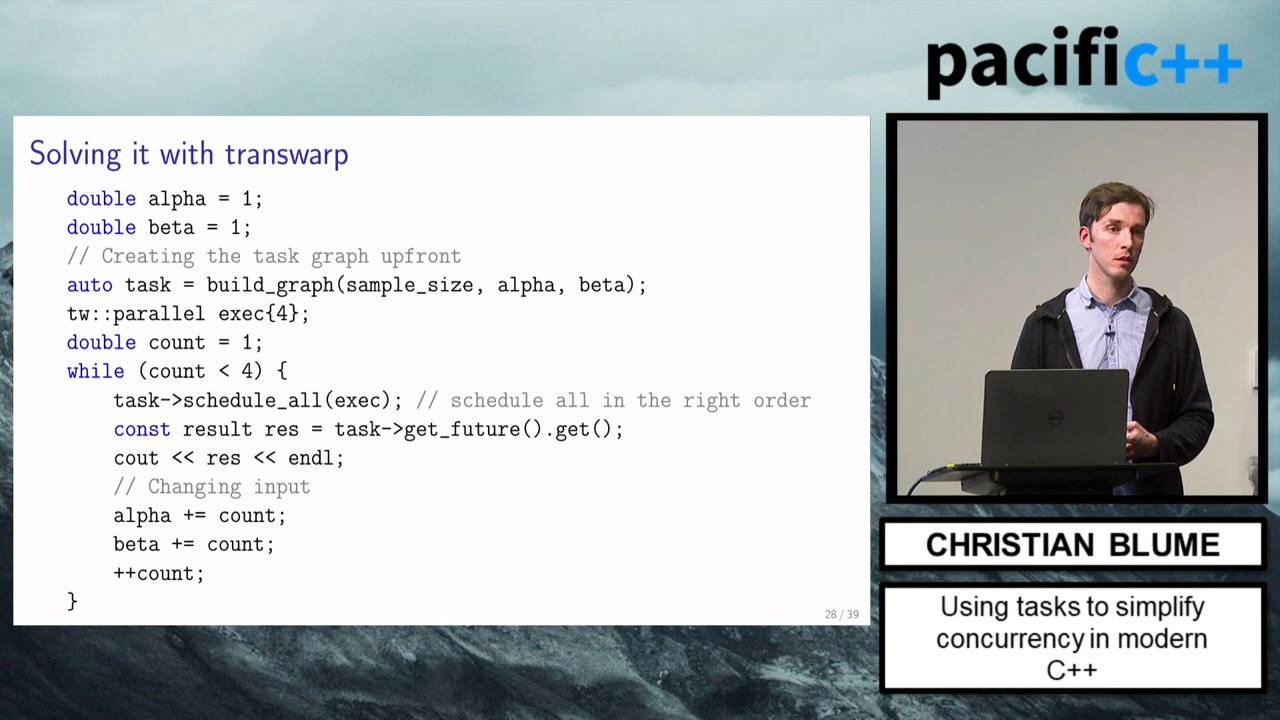 pacific++
Solving it with transwarp
double alpha = 1;
double beta = 1;
// Creating the task graph upfront
auto task = build_graph(sample_size, alpha, beta);
tw::parallel exec{4};
double count = 1;
while (count < 4) {
    task->schedule_all(exec); // schedule all in the right order
    const result res = task->get_future().get();
    cout << res << endl;
    // Changing input
    alpha += count;
    beta += count;
    ++count;
}
28 / 39
DELL
CHRISTIAN BLUME
Using tasks to simplify
concurrency in modern
C++